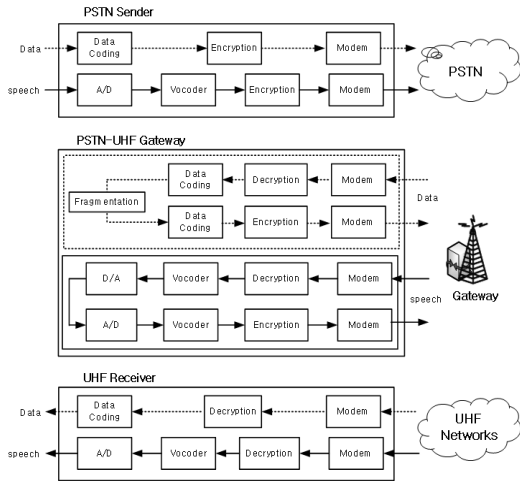 PSTN Sender
Data
Data
Coding
Encryption
Modem
PSTN
speech
A/D
Vocoder
Encryption
Modem
PSTN-UHF Gateway
Data
Coding
Decryption
Modem
Fragmentation
Data
Data
Coding
Encryption
Modem
D/A
Vocoder
Decryption
Modem
speech
Gateway
A/D
Vocoder
Encryption
Modem
UHF Receiver
Data
Data
Coding
Decryption
Modem
UHF
Networks
speech
A/D
Vocoder
Decryption
Modem